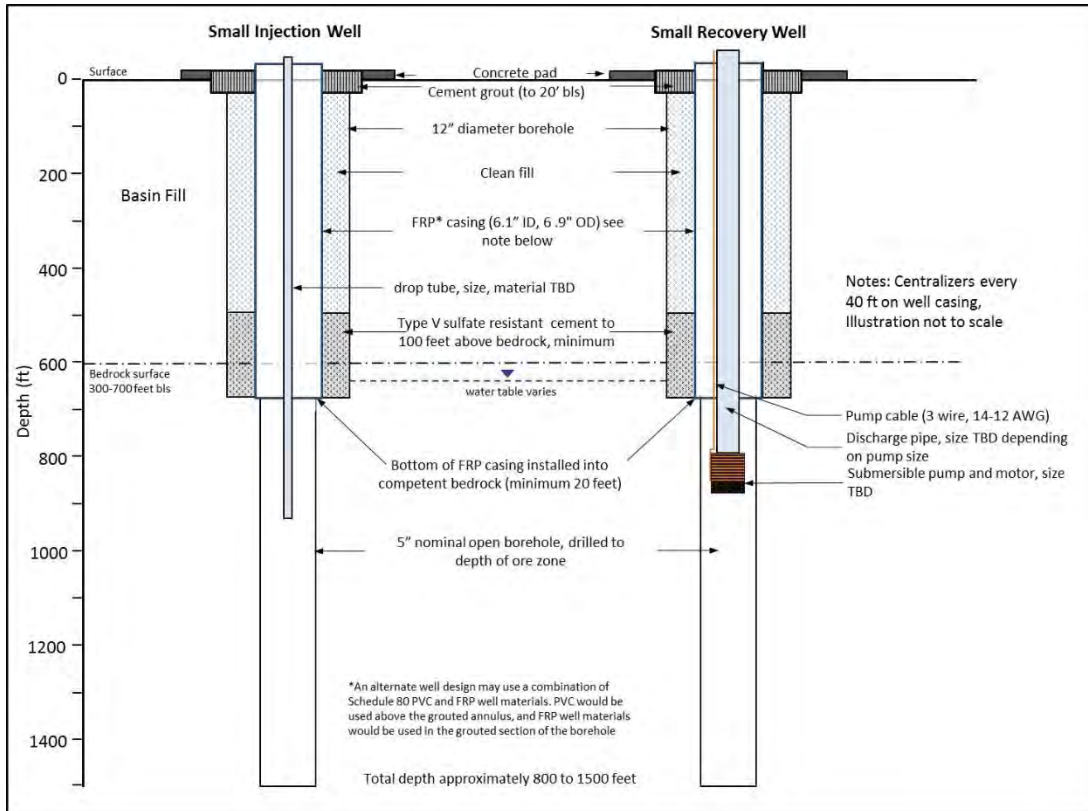 Small Injection Well
Small Recovery Well
Surface
Concrete pad
Cement grout (to 20' bls)
12" diameter borehole
Clean fill
Basin Fill
FRP* casing (6.1" ID, 6 .9" OD) see
note below
drop tube, size, material TBD
Notes: Centralizers every
40 ft on well casing,
Illustration not to scale
Type V sulfate resistant cement to
100 feet above bedrock, minimum
Bedrock surface
300-700 feet bls
water table varies
Pump cable (3 wire, 14-12 AWG)
Discharge pipe, size TBD depending
on pump size
Submersible pump and motor, size
TBD
Bottom of FRP casing installed into
competent bedrock (minimum 20 feet)
5" nominal open borehole, drilled to
depth of ore zone
*An alternate well design may use a combination of
Schedule 80 PVC and FRP well materials. PVC would be
used above the grouted annulus, and FRP well materials
would be used in the grouted section of the borehole
Total depth approximately 800 to 1500 feet
Depth (ft)
0
200
400
600
800
1000
1200
1400